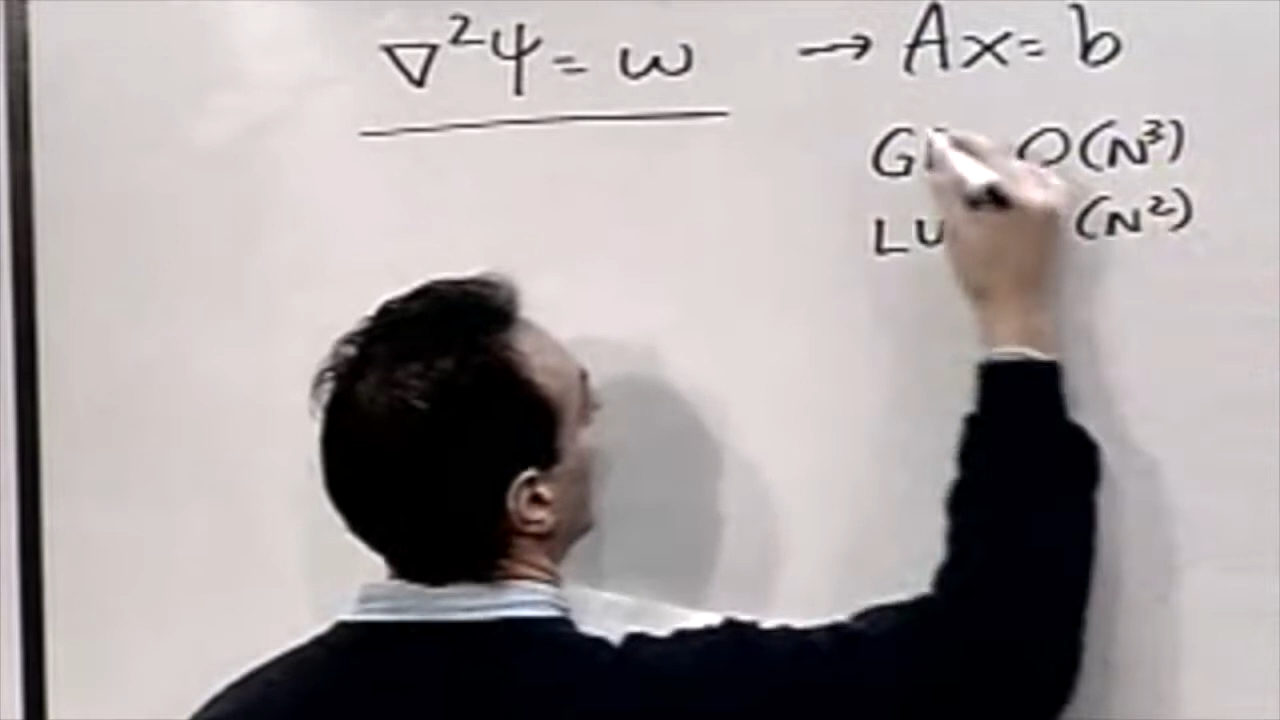 ∇²ψ = ω → Ax = b
O(N³)
LU (N²)